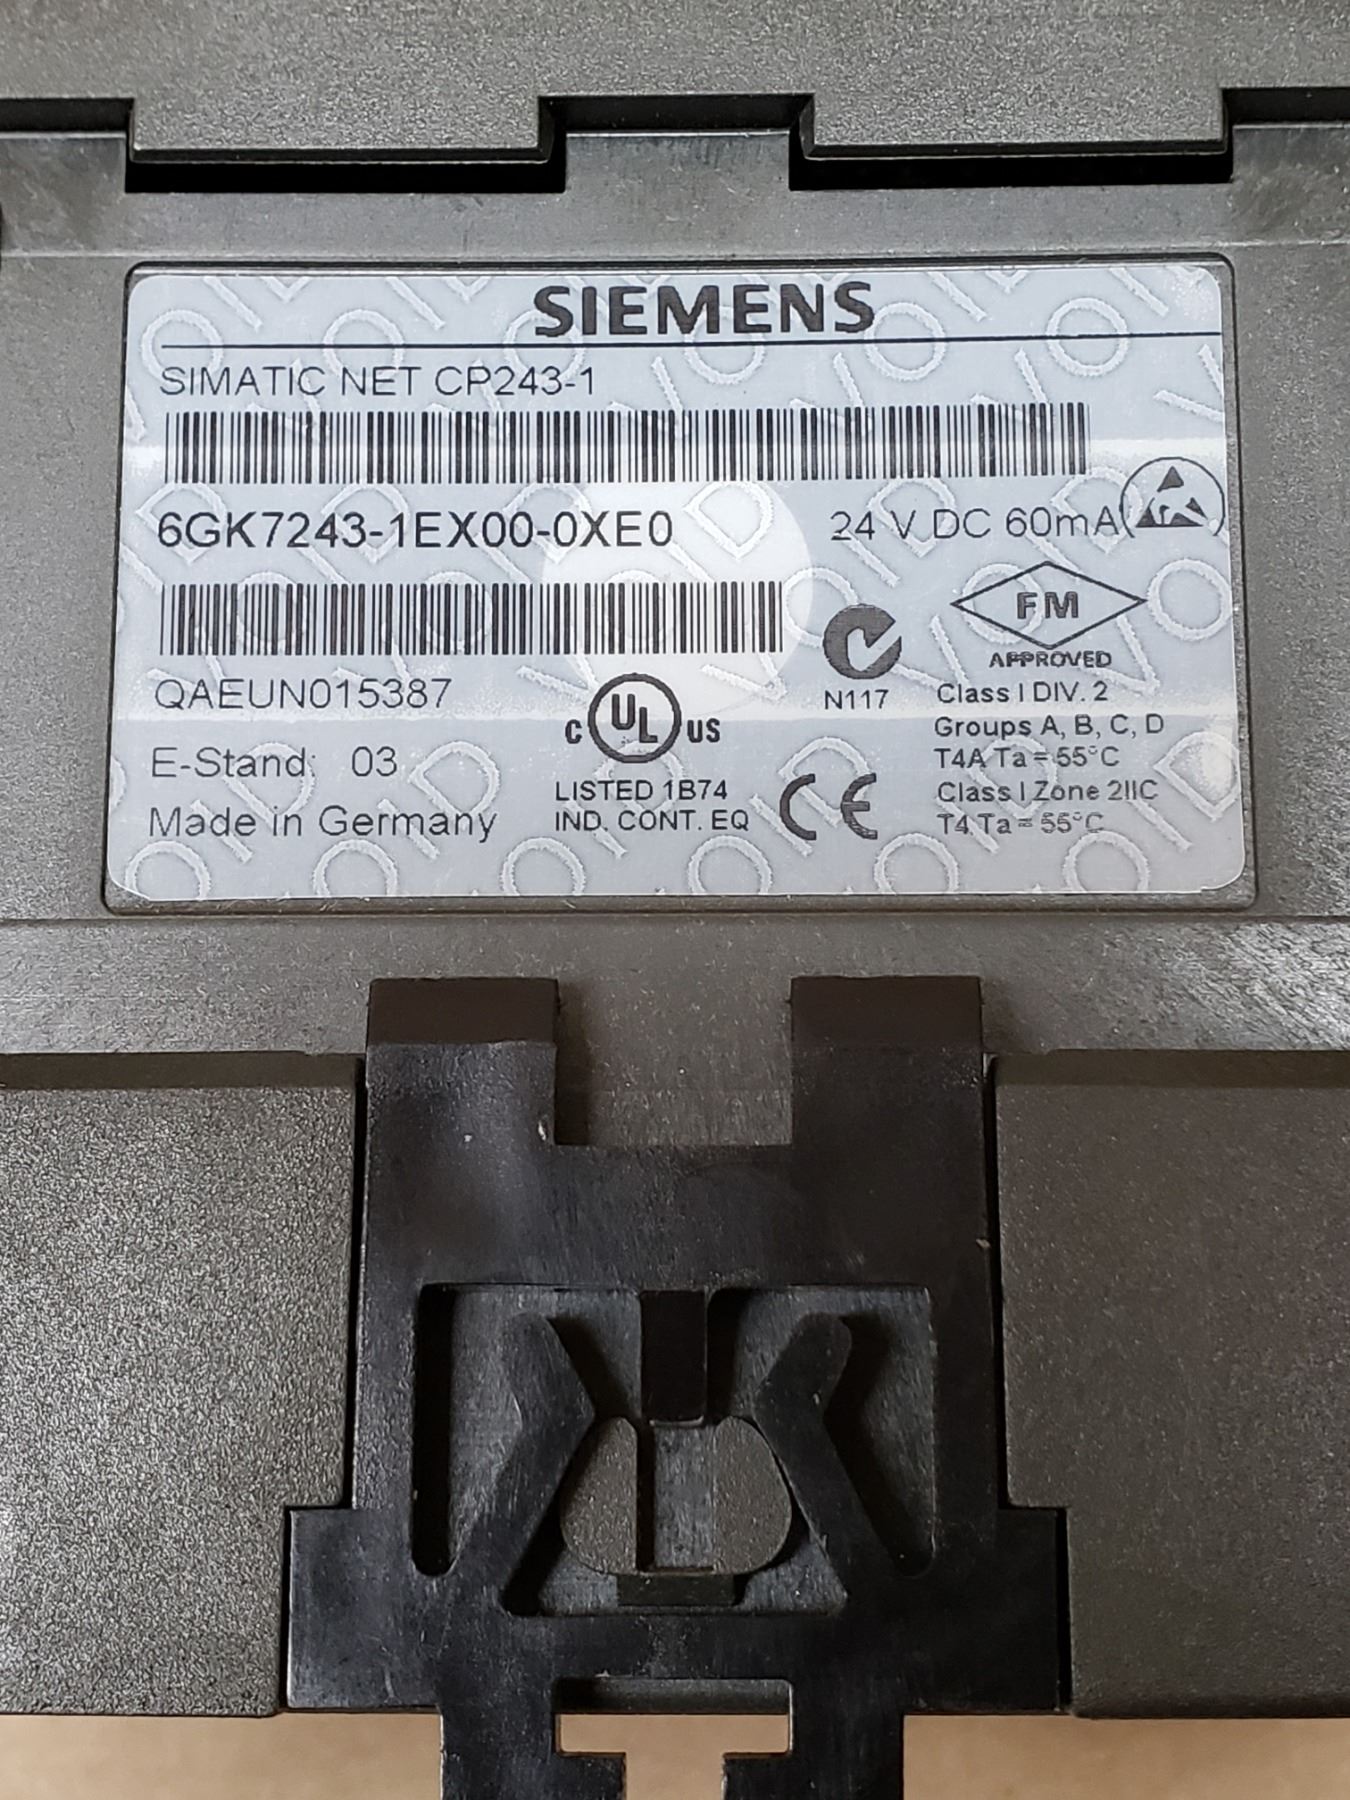 SIEMENS
SIMATIC NET CP243-1
6GK7243-1EX00-0XE0
24 V DC 60mA
FM
APPROVED
QAEUN015387
N117
C UL US
Class I DIV. 2
Groups A, B, C, D
T4A Ta = 55°C
Class I Zone 2IIC
T4 Ta = 55°C
E-Stand: 03
LISTED 1B74
IND. CONT. EQ
CE
Made in Germany
VOID